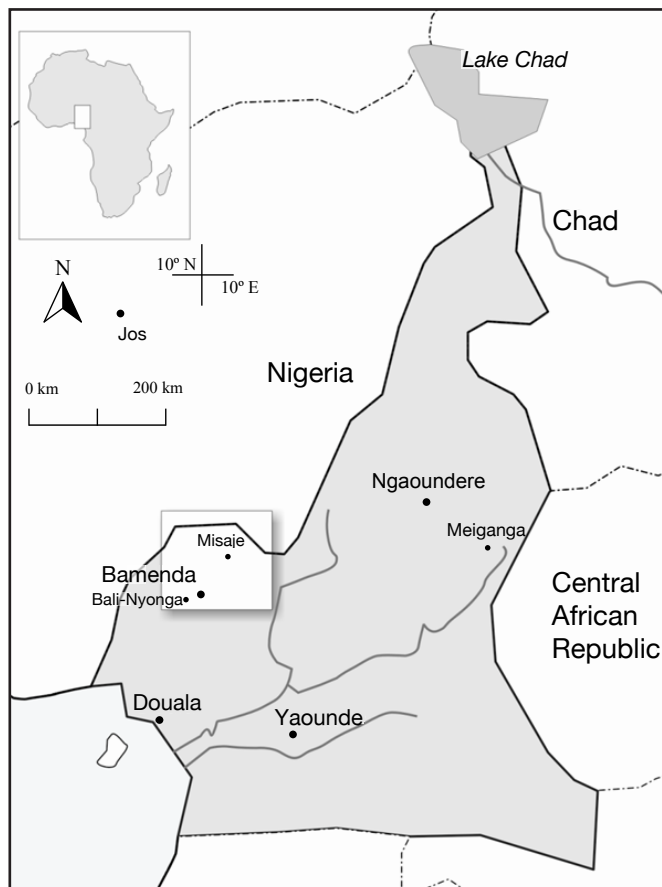 Lake Chad
Chad
10º N
10º E
N
Jos
0 km
200 km
Nigeria
Ngaoundere
Meiganga
Misaje
Bamenda
Bali-Nyonga
Central
African
Republic
Douala
Yaounde